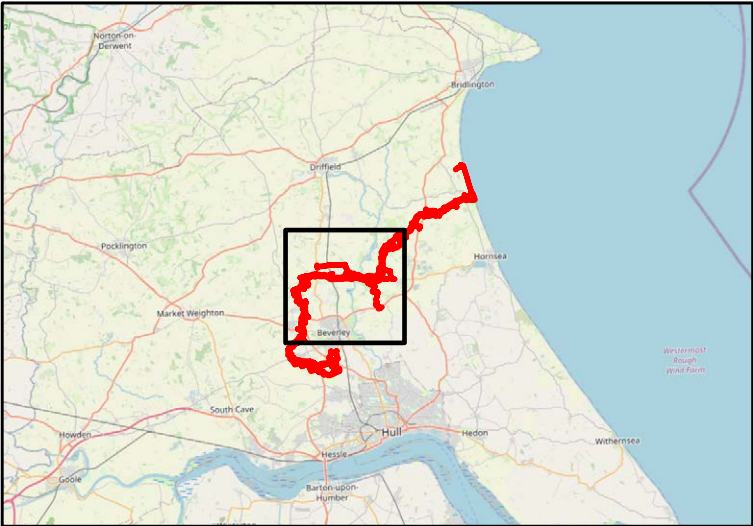 Norton-on-
Derwent
Bridlington
Driffield
Pocklington
Hornsea
Market Weighton
Beverley
Westermost
Rough
Wind Farm
South Cave
Howden
Hull
Hedon
Withernsea
Hessle
Goole
Barton-upon-
Humber